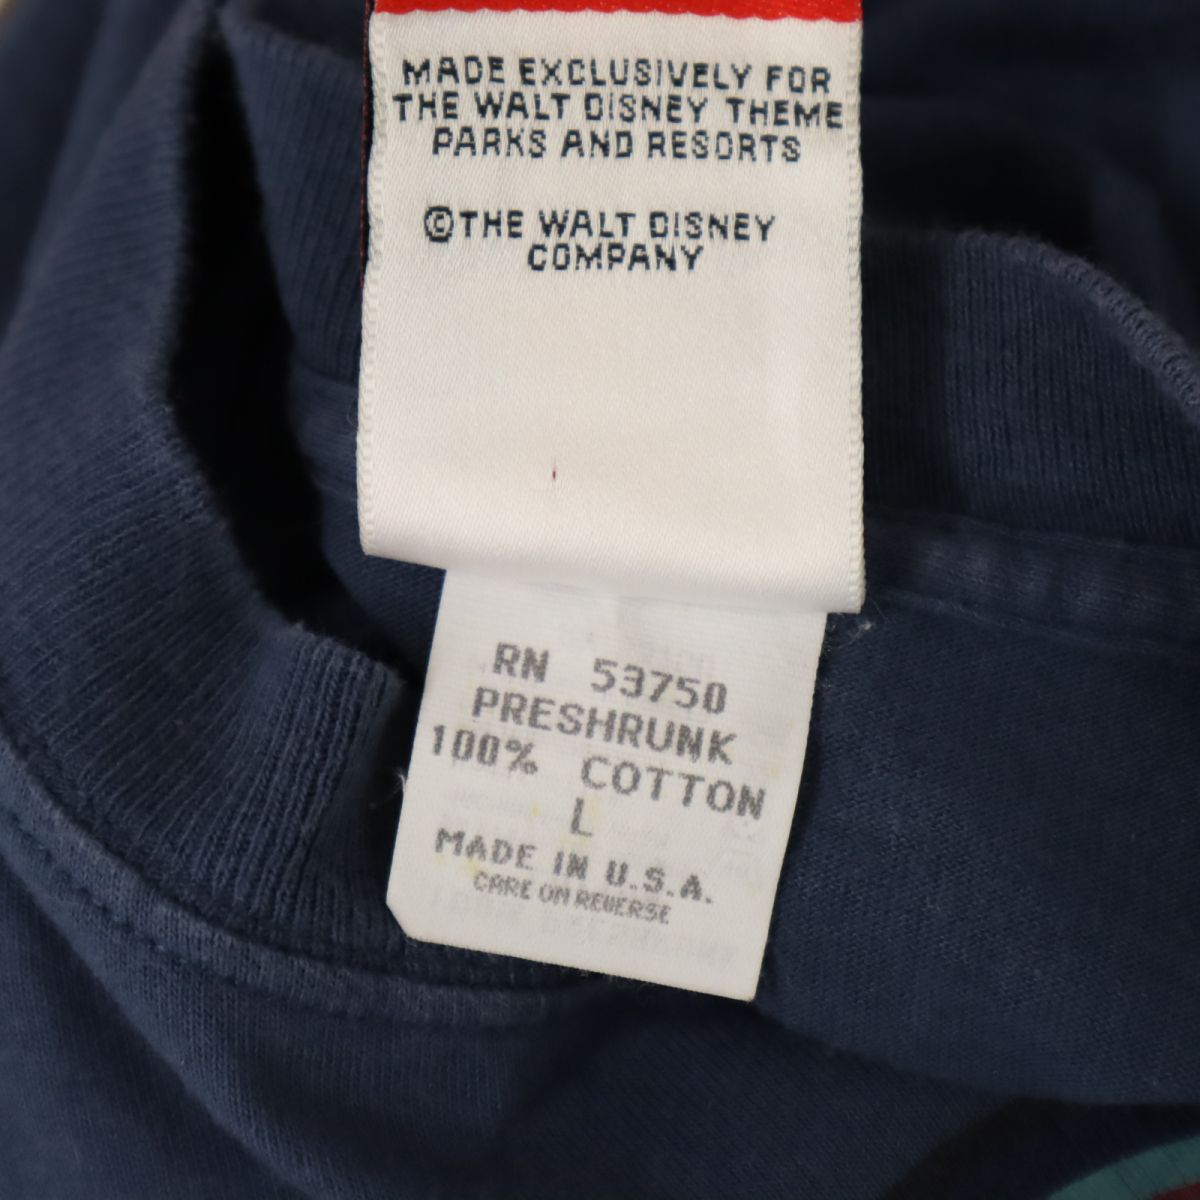 MADE EXCLUSIVELY FOR
THE WALT DISNEY THEME
PARKS AND RESORTS
©THE WALT DISNEY
COMPANY
RN 53750
PRESHRUNK
100% COTTON
L
MADE IN U.S.A.
CARE ON REVERSE